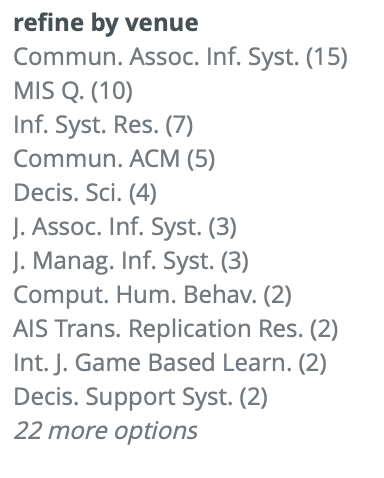 refine by venue
Commun. Assoc. Inf. Syst. (15)
MIS Q. (10)
Inf. Syst. Res. (7)
Commun. ACM (5)
Decis. Sci. (4)
J. Assoc. Inf. Syst. (3)
J. Manag. Inf. Syst. (3)
Comput. Hum. Behav. (2)
AIS Trans. Replication Res. (2)
Int. J. Game Based Learn. (2)
Decis. Support Syst. (2)
22 more options